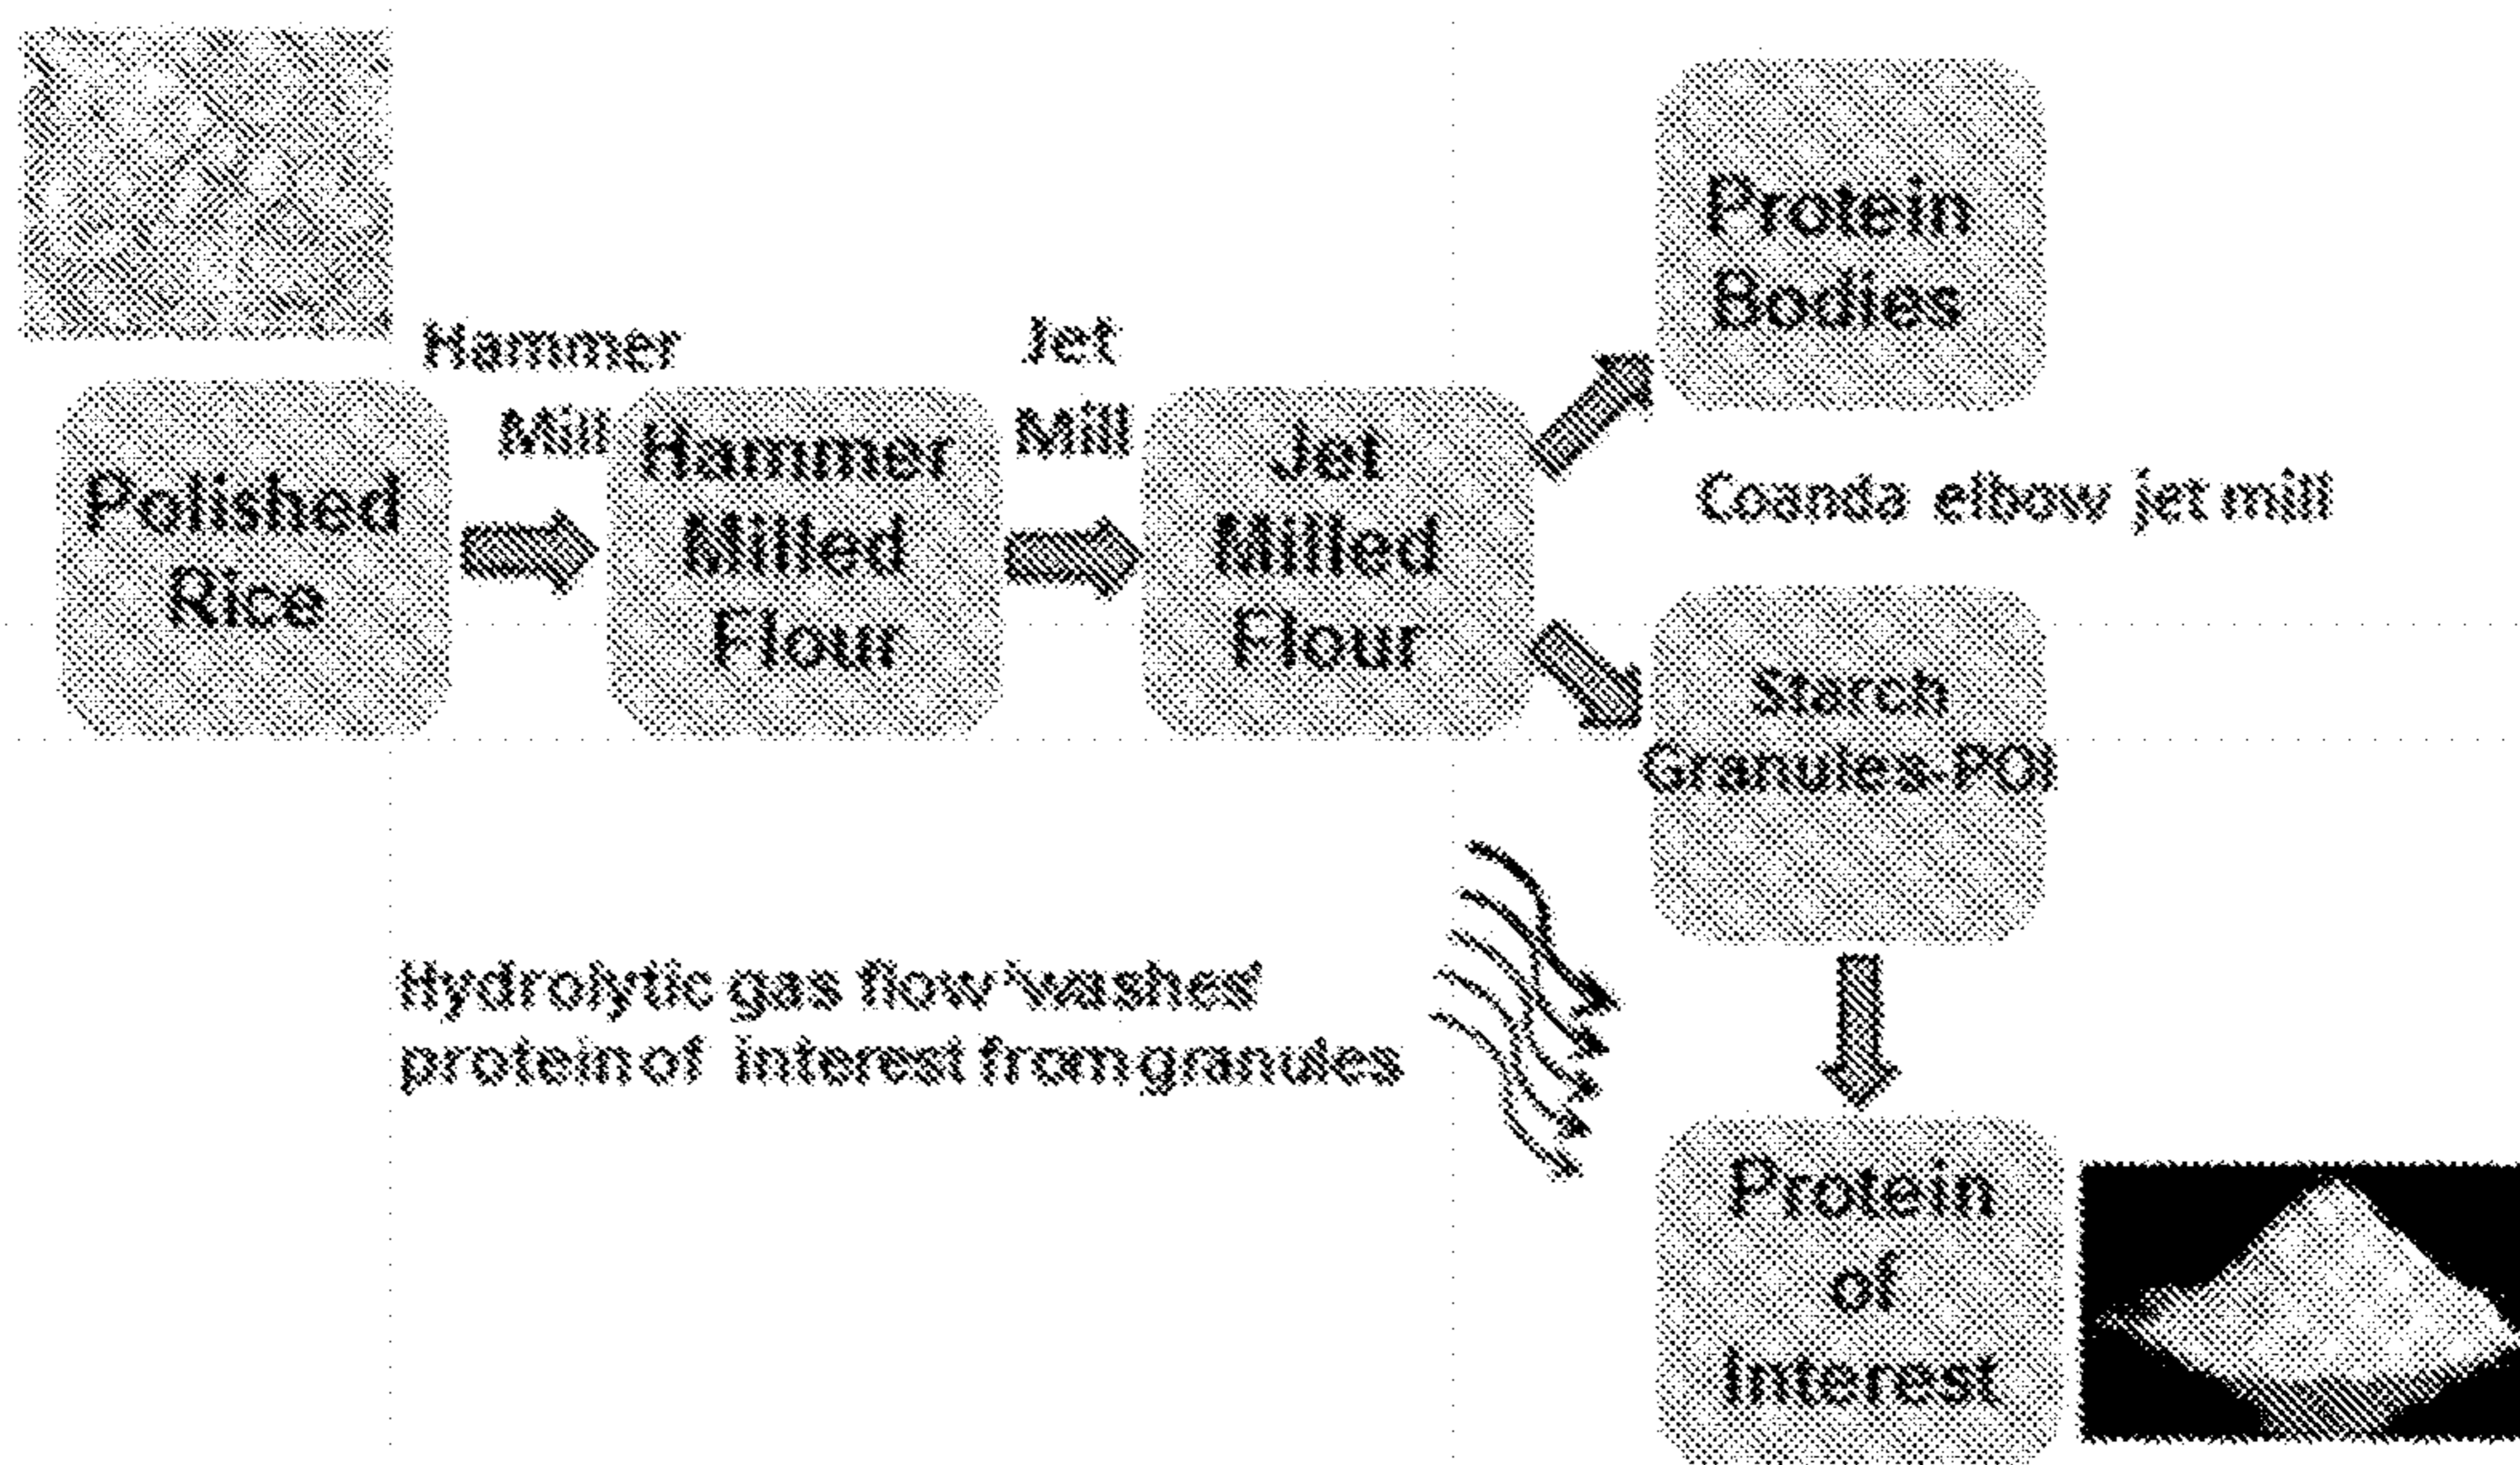 Polished
Rice
Hammer
Mill
Hammer
Milled
Flour
Jet
Mill
Jet
Milled
Flour
Protein
Bodies
Coanda elbow jet mill
Starch
Granules-POI
Hydrolytic gas flow 'washes'
protein of interest from granules
Protein
of
Interest